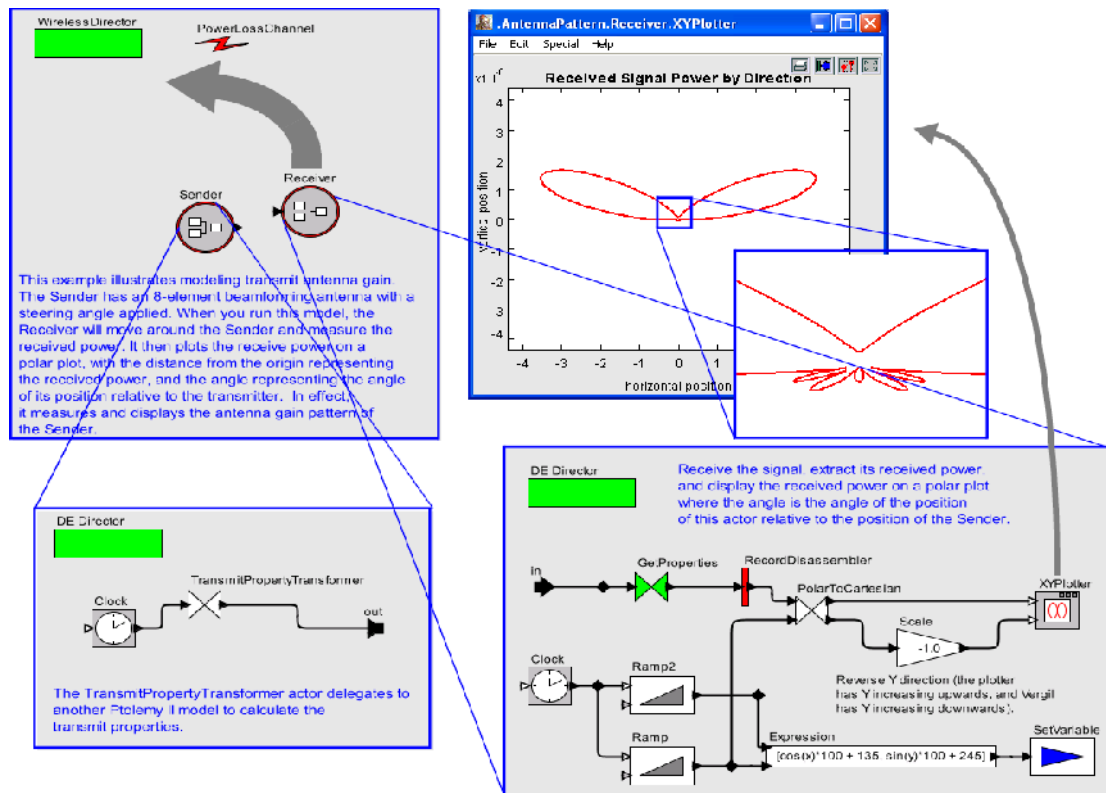 WirelessDirector
PowerLossChannel
Sender
Receiver
This example illustrates modeling transmit antenna gain.
The Sender has an 8-element beamforming antenna with a
steering angle applied. When you run this model, the
Receiver will move around the Sender and measure the
received power. It then plots the receive power on a
polar plot, with the distance from the origin representing
the received power, and the angle representing the angle
of its position relative to the transmitter. In effect,
it measures and displays the antenna gain pattern of
the Sender.
.AntennaPattern.Receiver.XYPlotter
File Edit Special Help
Received Signal Power by Direction
4
3
2
1
0
-1
-2
-3
-4
vertical position
-4 -3 -2 -1 0 1
horizontal position
DE Director
TransmitPropertyTransformer
Clock
out
The TransmitPropertyTransformer actor delegates to
another Ptolemy II model to calculate the
transmit properties.
DE Director
Receive the signal, extract its received power,
and display the received power on a polar plot
where the angle is the angle of the position
of this actor relative to the position of the Sender.
in
GetProperties
RecordDisassembler
PolarToCartesian
XYPlotter
Scale
-1.0
Clock
Ramp2
Reverse Y direction (the plotter
has Y increasing upwards, and Vergil
has Y increasing downwards).
Ramp
Expression
[cos(x)*100 + 135, sin(y)*100 + 245]
SetVariable